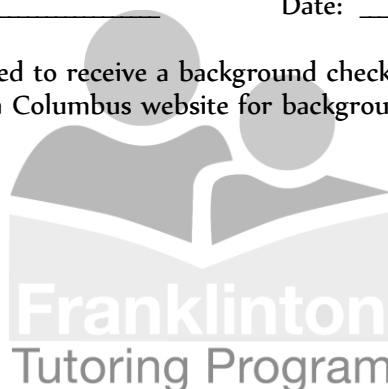 Date:
ed to receive a background check
Columbus website for backgrou
Franklinton
Tutoring Program